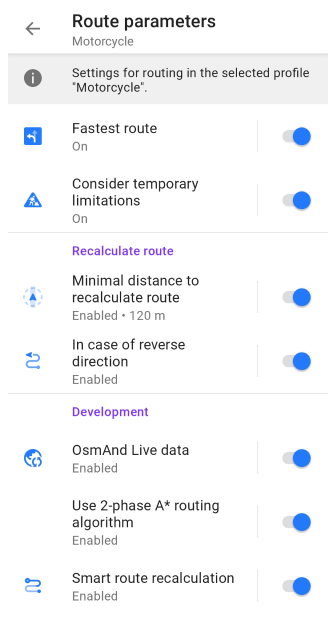 Route parameters
Motorcycle
Settings for routing in the selected profile
"Motorcycle".
Fastest route
On
Consider temporary
limitations
On
Recalculate route
Minimal distance to
recalculate route
Enabled • 120 m
In case of reverse
direction
Enabled
Development
OsmAnd Live data
Enabled
Use 2-phase A* routing
algorithm
Enabled
Smart route recalculation
Enabled